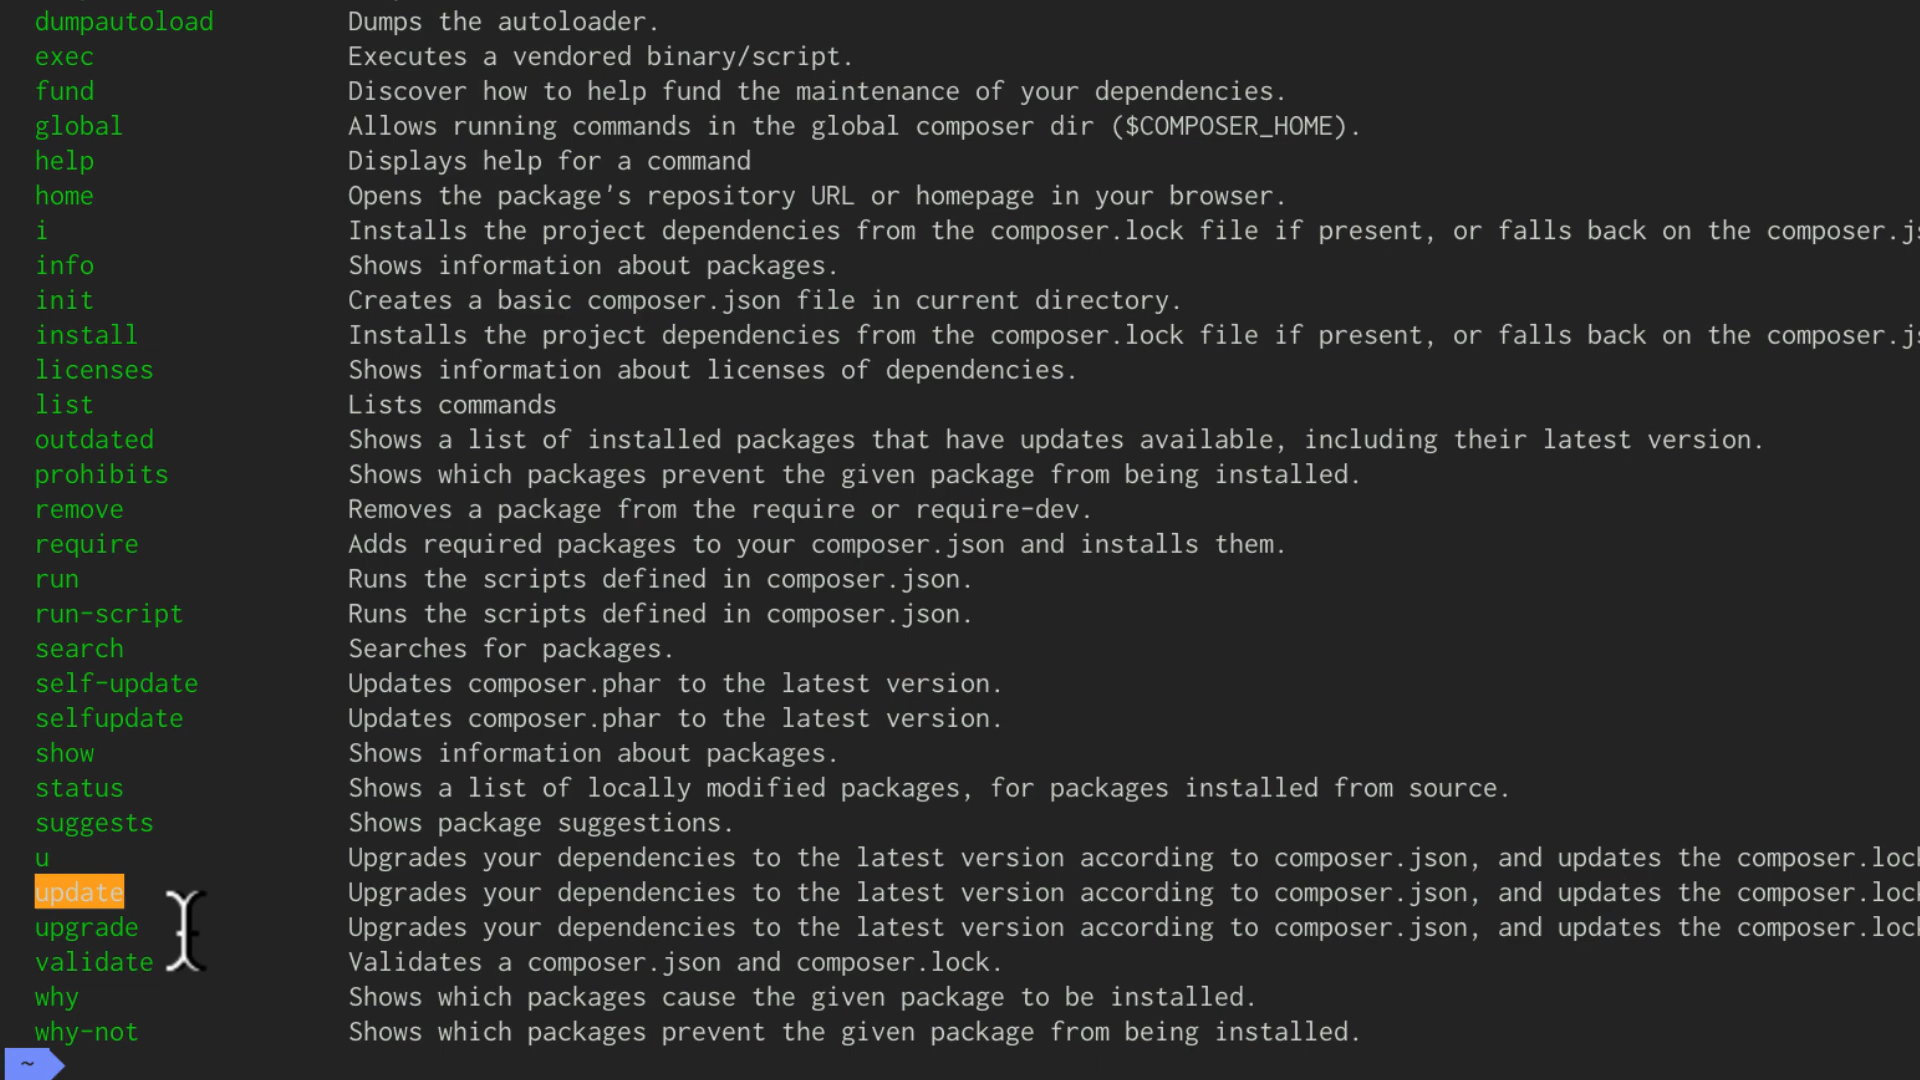 dumpautoload Dumps the autoloader.
exec Executes a vendored binary/script.
fund Discover how to help fund the maintenance of your dependencies.
global Allows running commands in the global composer dir ($COMPOSER_HOME).
help Displays help for a command
home Opens the package's repository URL or homepage in your browser.
i Installs the project dependencies from the composer.lock file if present, or falls back on the composer.js
info Shows information about packages.
init Creates a basic composer.json file in current directory.
install Installs the project dependencies from the composer.lock file if present, or falls back on the composer.js
licenses Shows information about licenses of dependencies.
list Lists commands
outdated Shows a list of installed packages that have updates available, including their latest version.
prohibits Shows which packages prevent the given package from being installed.
remove Removes a package from the require or require-dev.
require Adds required packages to your composer.json and installs them.
run Runs the scripts defined in composer.json.
run-script Runs the scripts defined in composer.json.
search Searches for packages.
self-update Updates composer.phar to the latest version.
selfupdate Updates composer.phar to the latest version.
show Shows information about packages.
status Shows a list of locally modified packages, for packages installed from source.
suggests Shows package suggestions.
u Upgrades your dependencies to the latest version according to composer.json, and updates the composer.lock
update Upgrades your dependencies to the latest version according to composer.json, and updates the composer.lock
upgrade Upgrades your dependencies to the latest version according to composer.json, and updates the composer.lock
validate Validates a composer.json and composer.lock.
why Shows which packages cause the given package to be installed.
why-not Shows which packages prevent the given package from being installed.
~